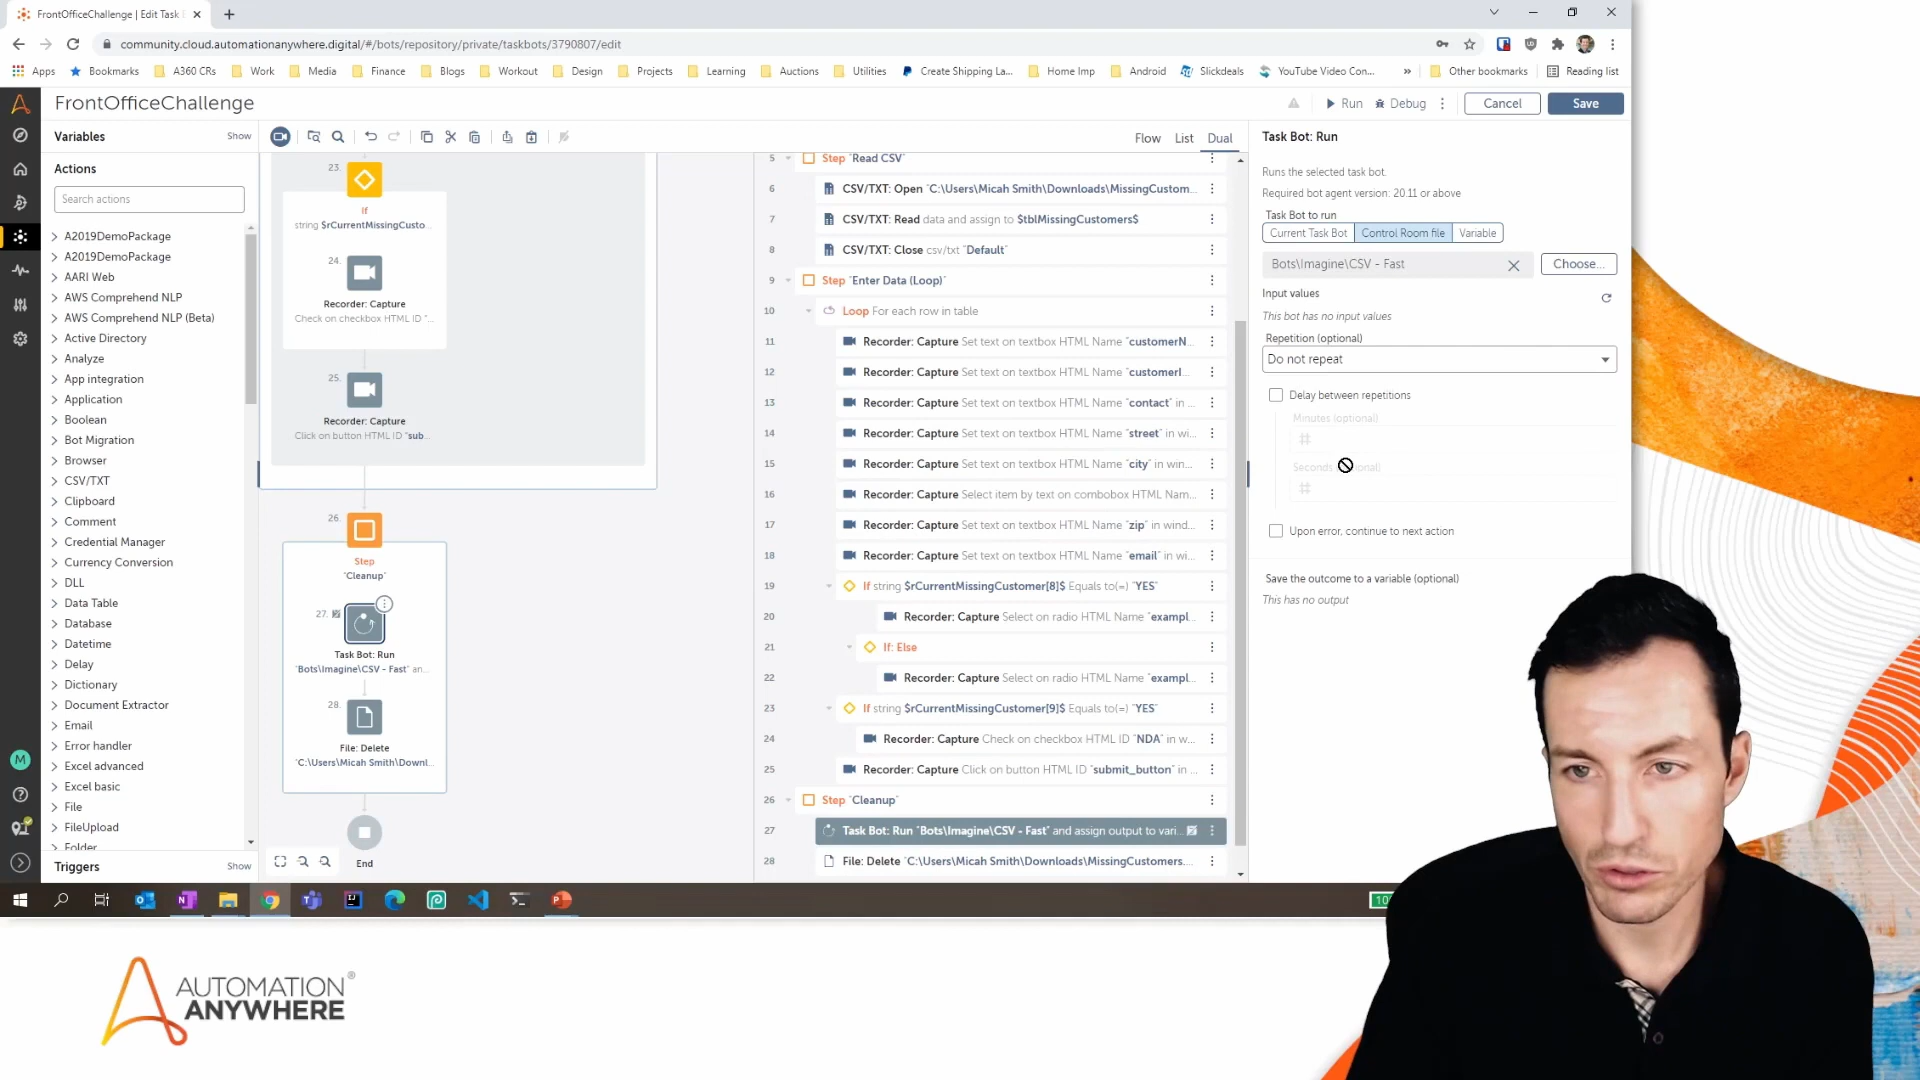 FrontOfficeChallenge | Edit Task
community.cloud.automationanywhere.digital/#/bots/repository/private/taskbots/3790807/edit
Apps Bookmarks A360 CRs Work Media Finance Blogs Workout Design Projects Learning Auctions Utilities Create Shipping La... Home Imp Android Slickdeals YouTube Video Con... » Other bookmarks Reading list
FrontOfficeChallenge
Run Debug Cancel Save
Variables Show
Flow List Dual
Actions
Search actions
A2019DemoPackage
A2019DemoPackage
AARI Web
AWS Comprehend NLP
AWS Comprehend NLP (Beta)
Active Directory
Analyze
App integration
Application
Boolean
Bot Migration
Browser
CSV/TXT
Clipboard
Comment
Credential Manager
Currency Conversion
DLL
Data Table
Database
Datetime
Delay
Dictionary
Document Extractor
Email
Error handler
Excel advanced
Excel basic
File
FileUpload
Folder
Triggers Show
M
23.
If
string $rCurrentMissingCusto...
24.
Recorder: Capture
Check on checkbox HTML ID "...
25.
Recorder: Capture
Click on button HTML ID "sub...
26.
Step
"Cleanup"
27.
Task Bot: Run
"Bots\Imagine\CSV - Fast" an...
28.
File: Delete
"C:\Users\Micah Smith\Downl...
End
5 Step "Read CSV"
6 CSV/TXT: Open "C:\Users\Micah Smith\Downloads\MissingCustom...
7 CSV/TXT: Read data and assign to $tblMissingCustomers$
8 CSV/TXT: Close csv/txt "Default"
9 Step "Enter Data (Loop)"
10 Loop For each row in table
11 Recorder: Capture Set text on textbox HTML Name "customerN...
12 Recorder: Capture Set text on textbox HTML Name "customerI...
13 Recorder: Capture Set text on textbox HTML Name "contact" in ...
14 Recorder: Capture Set text on textbox HTML Name "street" in wi...
15 Recorder: Capture Set text on textbox HTML Name "city" in win...
16 Recorder: Capture Select item by text on combobox HTML Nam...
17 Recorder: Capture Set text on textbox HTML Name "zip" in wind...
18 Recorder: Capture Set text on textbox HTML Name "email" in wi...
19 If string $rCurrentMissingCustomer[8]$ Equals to(=) "YES"
20 Recorder: Capture Select on radio HTML Name "exampl...
21 If: Else
22 Recorder: Capture Select on radio HTML Name "exampl...
23 If string $rCurrentMissingCustomer[9]$ Equals to(=) "YES"
24 Recorder: Capture Check on checkbox HTML ID "NDA" in w...
25 Recorder: Capture Click on button HTML ID "submit_button" in ...
26 Step "Cleanup"
27 Task Bot: Run "Bots\Imagine\CSV - Fast" and assign output to vari...
28 File: Delete "C:\Users\Micah Smith\Downloads\MissingCustomers....
Task Bot: Run
Runs the selected task bot.
Required bot agent version: 20.11 or above
Task Bot to run
Current Task Bot Control Room file Variable
Bots\Imagine\CSV - Fast Choose...
Input values
This bot has no input values
Repetition (optional)
Do not repeat
Delay between repetitions
Minutes (optional)
#
Seconds
#
Upon error, continue to next action
Save the outcome to a variable (optional)
This has no output
AUTOMATION
ANYWHERE ®